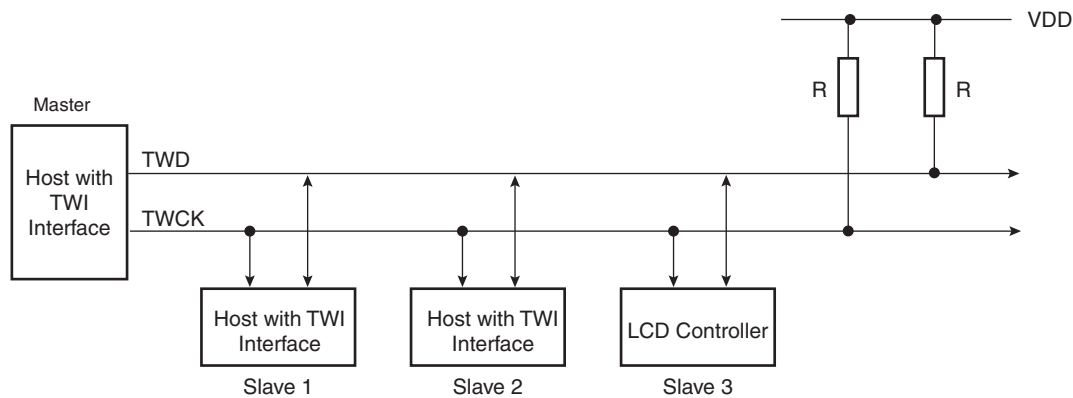 VDD
R
R
Master
Host with
TWI
Interface
TWD
TWCK
Host with TWI
Interface
Slave 1
Host with TWI
Interface
Slave 2
LCD Controller
Slave 3